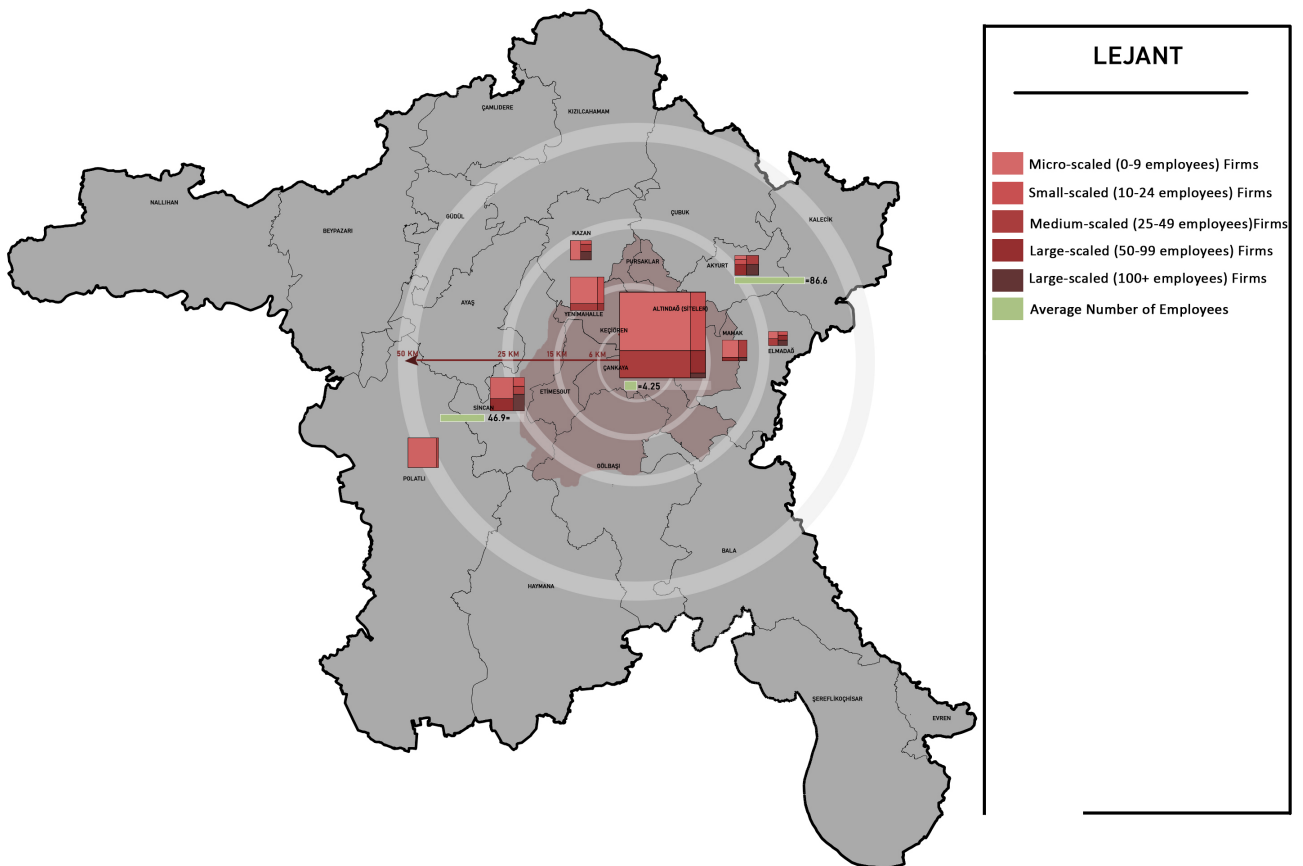 ÇAMLIDERE
KIZILCAHAMAM
NALLIHAN
BEYPAZARI
GÜDÜL
ÇUBUK
KALECİK
KAZAN
PURSAKLAR
AKYURT
=86.6
AYAŞ
YENİMAHALLE
ALTINDAĞ (SİTELER)
KEÇİÖREN
MAMAK
ELMADAĞ
50 KM
25 KM
15 KM
6 KM
ÇANKAYA
=4.25
ETİMESGUT
SİNCAN
46.9=
GÖLBAŞI
POLATLI
BALA
HAYMANA
ŞEREFLİKOÇHİSAR
EVREN
LEJANT
Micro-scaled (0-9 employees) Firms
Small-scaled (10-24 employees) Firms
Medium-scaled (25-49 employees)Firms
Large-scaled (50-99 employees) Firms
Large-scaled (100+ employees) Firms
Average Number of Employees